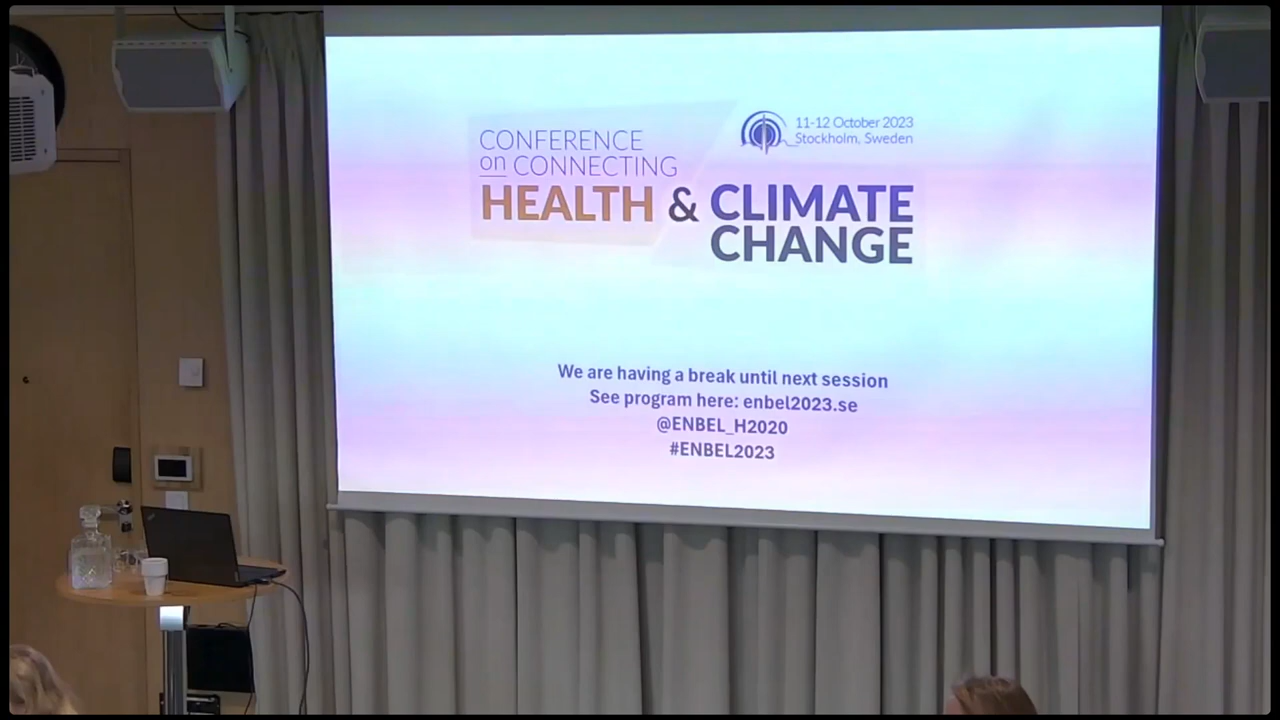 CONFERENCE
on CONNECTING
HEALTH & CLIMATE
CHANGE
11-12 October 2023
Stockholm, Sweden
We are having a break until next session
See program here: enbel2023.se
@ENBEL_H2020
#ENBEL2023